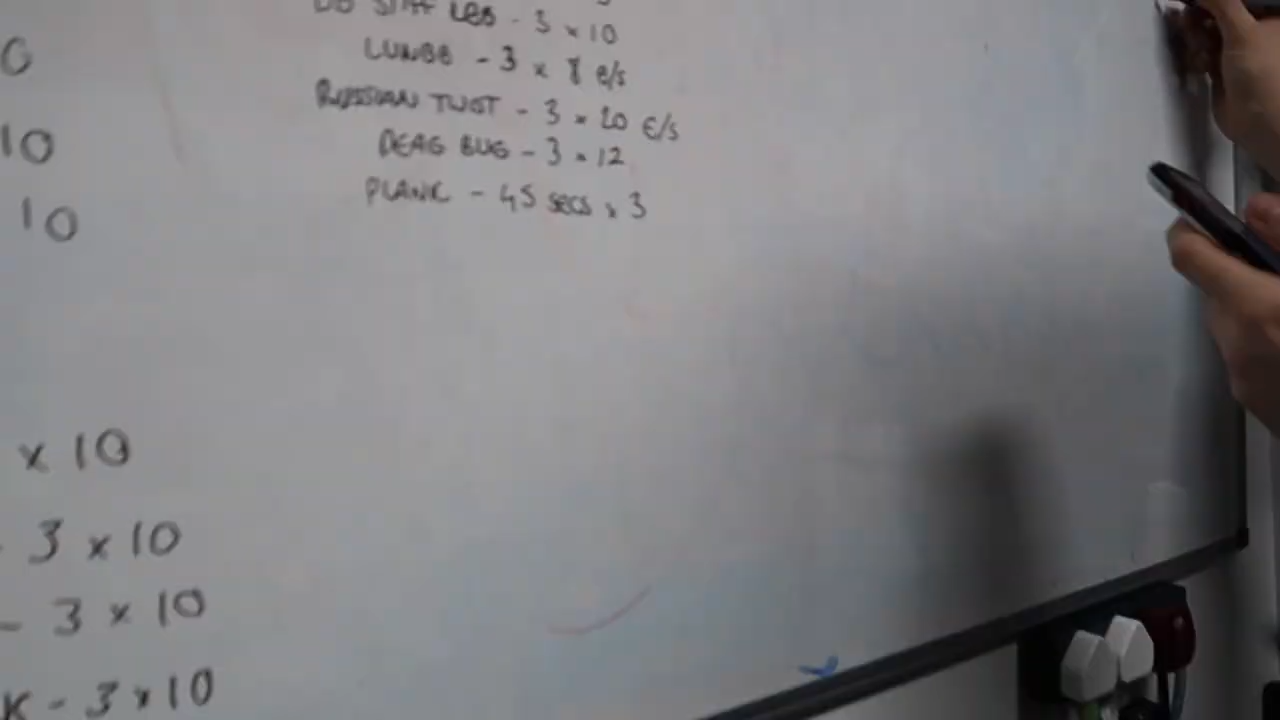 0
10
10
x 10
- 3 x 10
- 3 x 10
K - 3 x 10
DB STIFF LEG - 3 x 10
LUNGE - 3 x 8 e/s
RUSSIAN TWIST - 3 x 20 E/S
DEAD BUG - 3 x 12
PLANK - 45 secs x 3